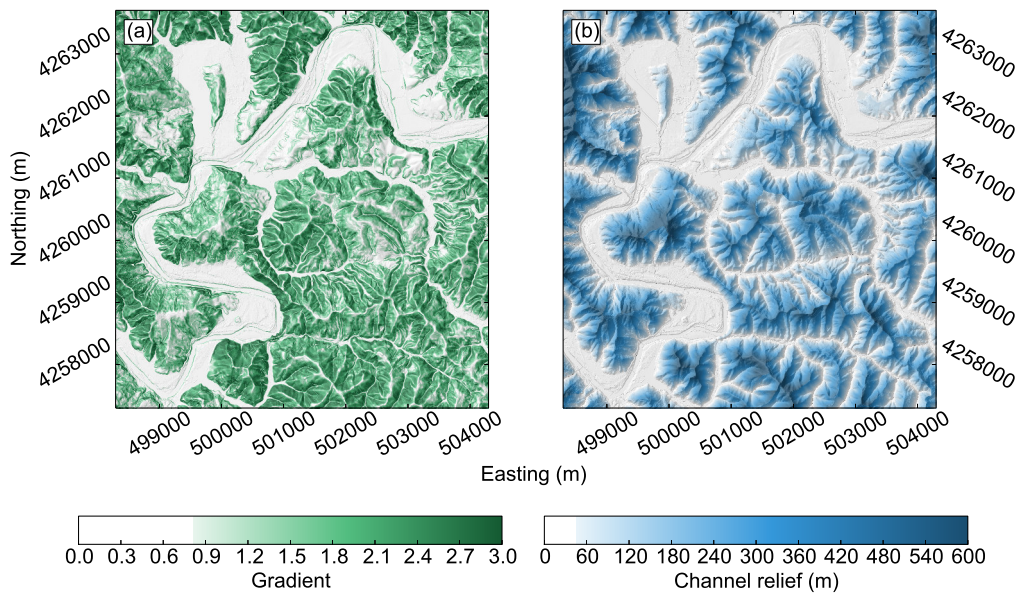 (a)
(b)
Northing (m)
4263000
4262000
4261000
4260000
4259000
4258000
4263000
4262000
4261000
4260000
4259000
4258000
499000 500000 501000 502000 503000 504000
499000 500000 501000 502000 503000 504000
Easting (m)
0.0 0.3 0.6 0.9 1.2 1.5 1.8 2.1 2.4 2.7 3.0
Gradient
0 60 120 180 240 300 360 420 480 540 600
Channel relief (m)